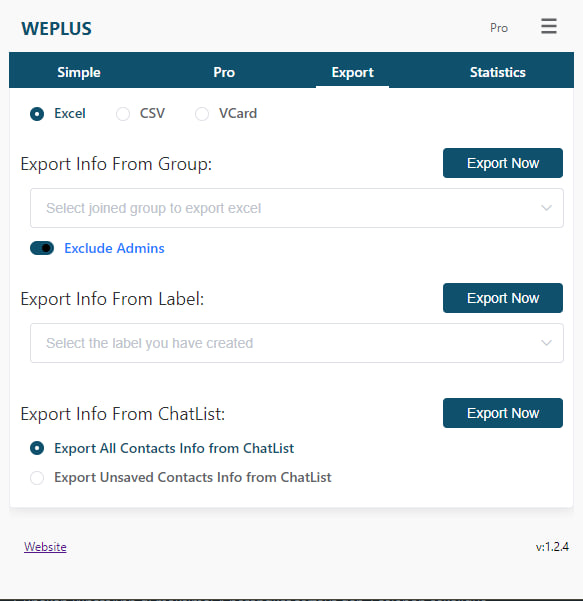 WEPLUS
Pro
Simple Pro Export Statistics
Excel CSV VCard
Export Info From Group: Export Now
Select joined group to export excel
Exclude Admins
Export Info From Label: Export Now
Select the label you have created
Export Info From ChatList: Export Now
Export All Contacts Info from ChatList
Export Unsaved Contacts Info from ChatList
Website v:1.2.4